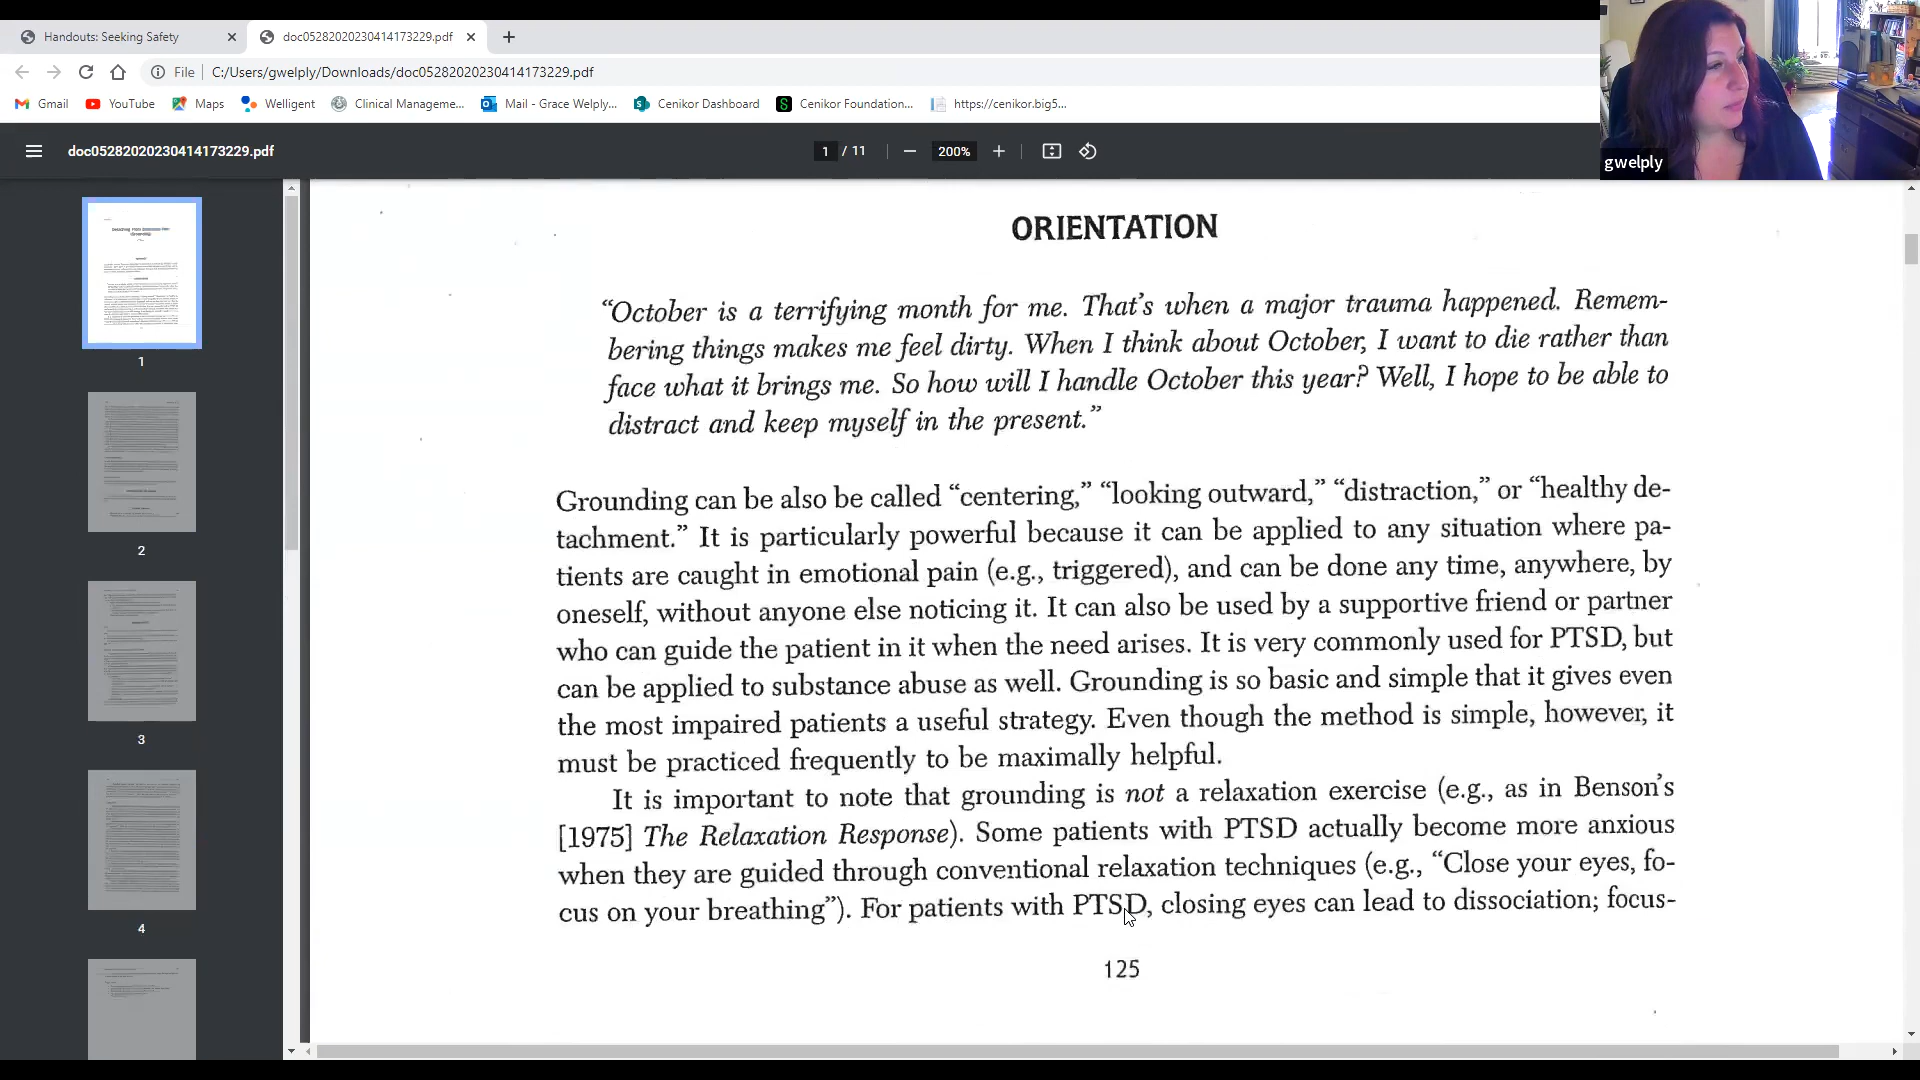 Handouts: Seeking Safety
doc05282020230414173229.pdf
File
C:/Users/gwelply/Downloads/doc05282020230414173229.pdf
Gmail
YouTube
Maps
Welligent
Clinical Manageme...
Mail - Grace Welply...
Cenikor Dashboard
Cenikor Foundation...
https://cenikor.big5...
gwelply
doc05282020230414173229.pdf
1 / 11
200%
1
2
3
4
ORIENTATION
“October is a terrifying month for me. That’s when a major trauma happened. Remem-
bering things makes me feel dirty. When I think about October, I want to die rather than
face what it brings me. So how will I handle October this year? Well, I hope to be able to
distract and keep myself in the present.”
Grounding can be also be called “centering,” “looking outward,” “distraction,” or “healthy de-
tachment.” It is particularly powerful because it can be applied to any situation where pa-
tients are caught in emotional pain (e.g., triggered), and can be done any time, anywhere, by
oneself, without anyone else noticing it. It can also be used by a supportive friend or partner
who can guide the patient in it when the need arises. It is very commonly used for PTSD, but
can be applied to substance abuse as well. Grounding is so basic and simple that it gives even
the most impaired patients a useful strategy. Even though the method is simple, however, it
must be practiced frequently to be maximally helpful.
It is important to note that grounding is not a relaxation exercise (e.g., as in Benson’s
[1975] The Relaxation Response). Some patients with PTSD actually become more anxious
when they are guided through conventional relaxation techniques (e.g., “Close your eyes, fo-
cus on your breathing”). For patients with PTSD, closing eyes can lead to dissociation; focus-
125